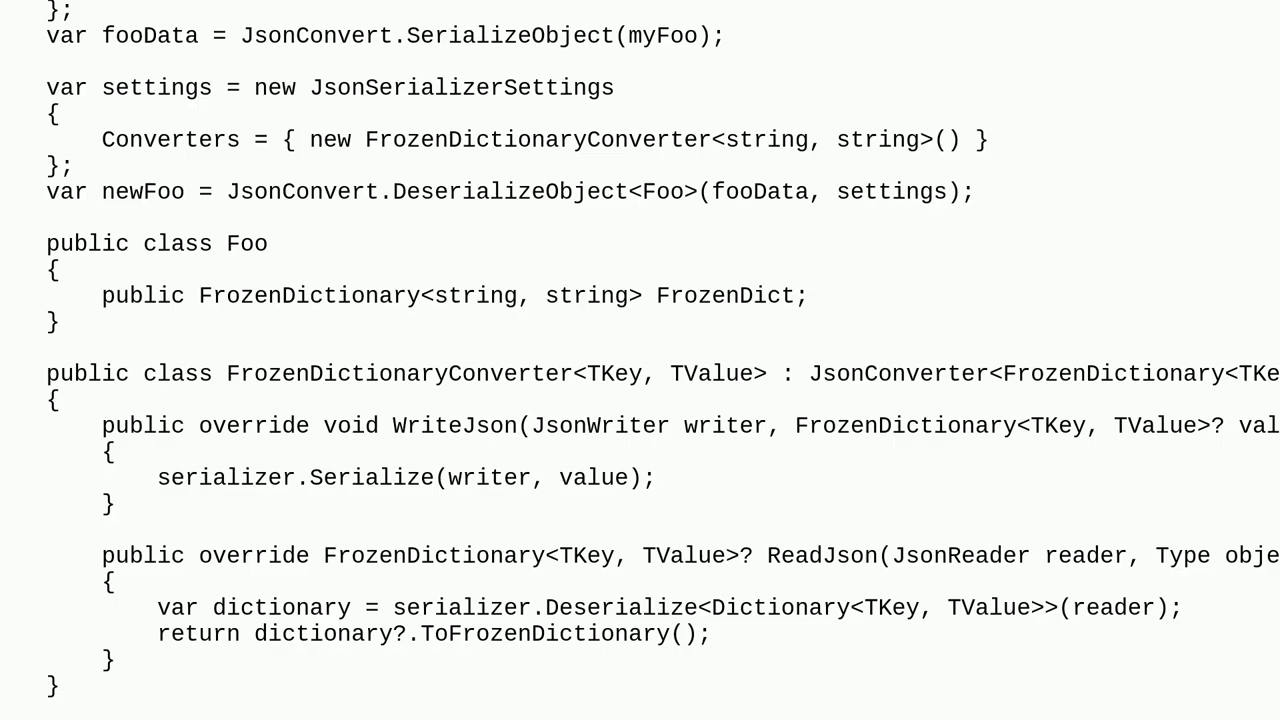 };
var fooData = JsonConvert.SerializeObject(myFoo);
var settings = new JsonSerializerSettings
{
    Converters = { new FrozenDictionaryConverter<string, string>() }
};
var newFoo = JsonConvert.DeserializeObject<Foo>(fooData, settings);
public class Foo
{
    public FrozenDictionary<string, string> FrozenDict;
}
public class FrozenDictionaryConverter<TKey, TValue> : JsonConverter<FrozenDictionary<TKe
{
    public override void WriteJson(JsonWriter writer, FrozenDictionary<TKey, TValue>? val
    {
        serializer.Serialize(writer, value);
    }
    public override FrozenDictionary<TKey, TValue>? ReadJson(JsonReader reader, Type obje
    {
        var dictionary = serializer.Deserialize<Dictionary<TKey, TValue>>(reader);
        return dictionary?.ToFrozenDictionary();
    }
}